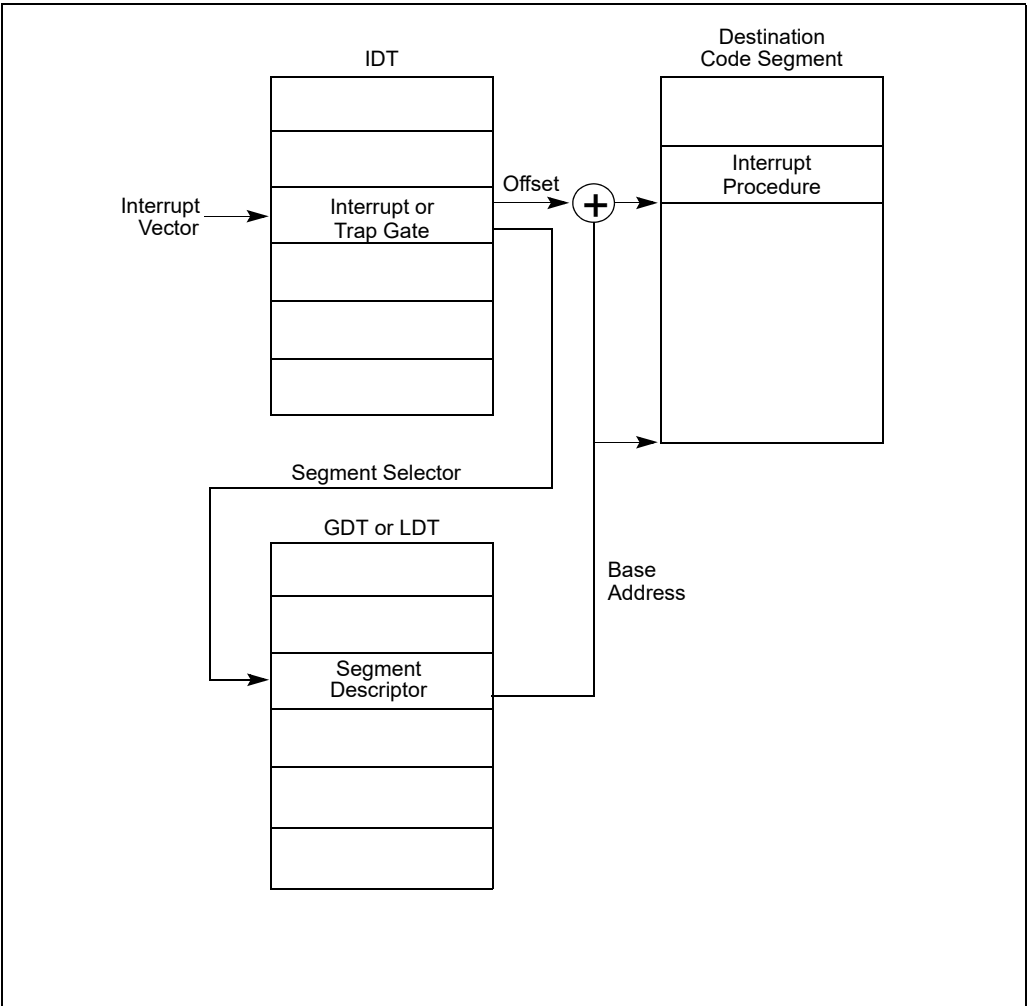 IDT
Destination
Code Segment
Interrupt
Vector
Interrupt or
Trap Gate
Offset
+
Interrupt
Procedure
Segment Selector
GDT or LDT
Segment
Descriptor
Base
Address